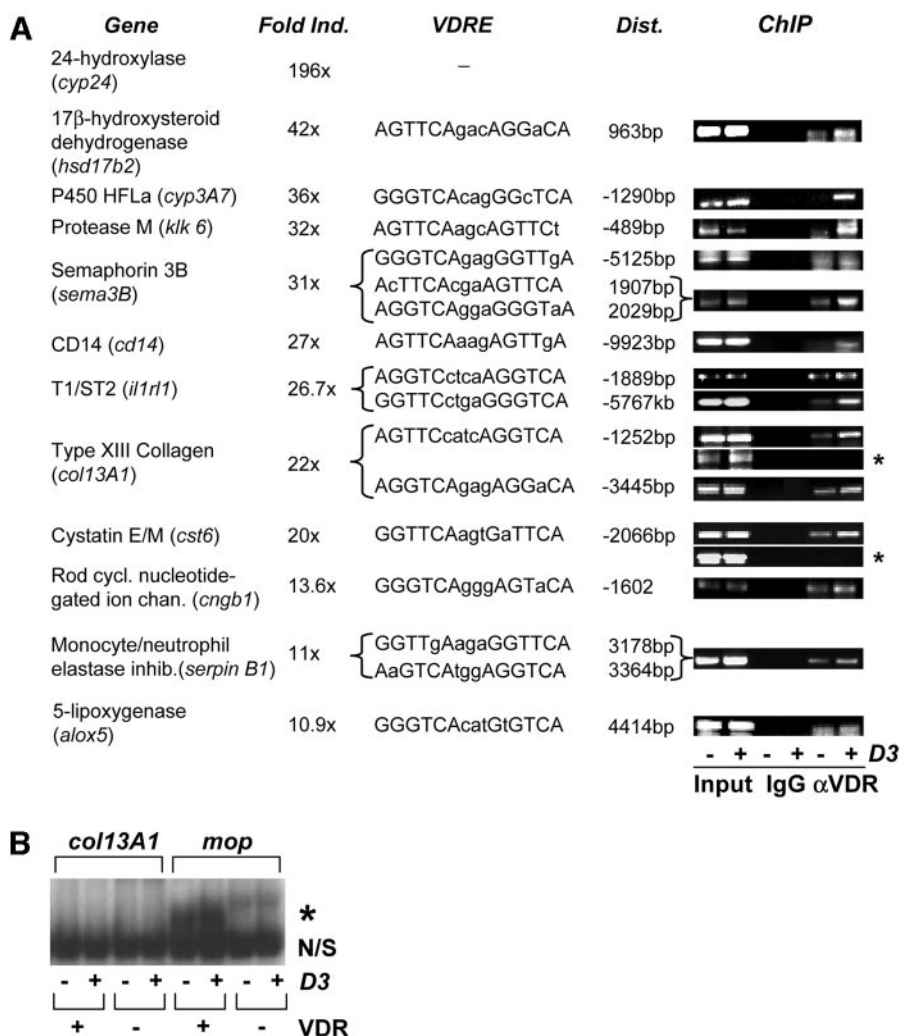 A
Gene Fold Ind. VDRE Dist. ChIP
24-hydroxylase
(cyp24)
196x –
17β-hydroxysteroid
dehydrogenase
(hsd17b2)
42x AGTTCAgacAGGaCA 963bp
P450 HFLa (cyp3A7) 36x GGGTCAcagGGcTCA -1290bp
Protease M (klk 6) 32x AGTTCAagcAGTTCt -489bp
Semaphorin 3B
(sema3B)
31x
GGGTCAgagGGTTgA -5125bp
AcTTCAcgaAGTTCA 1907bp
AGGTCAggaGGGTaA 2029bp
CD14 (cd14) 27x AGTTCAaagAGTTgA -9923bp
T1/ST2 (il1rl1) 26.7x
AGGTCctcaAGGTCA -1889bp
GGTTCctgaGGGTCA -5767kb
Type XIII Collagen
(col13A1)
22x
AGTTCcatcAGGTCA -1252bp
*
AGGTCAgagAGGaCA -3445bp
Cystatin E/M (cst6) 20x GGTTCAagtGaTTCA -2066bp
*
Rod cycl. nucleotide-
gated ion chan. (cngb1)
13.6x GGGTCAgggAGTaCA -1602
Monocyte/neutrophil
elastase inhib.(serpin B1)
11x
GGTTgAagaGGTTCA 3178bp
AaGTCAtggAGGTCA 3364bp
5-lipoxygenase
(alox5)
10.9x GGGTCAcatGtGTCA 4414bp
- + - + - + D3
Input IgG αVDR
B
col13A1 mop
*
N/S
- + - + - + - + D3
+ - + - VDR